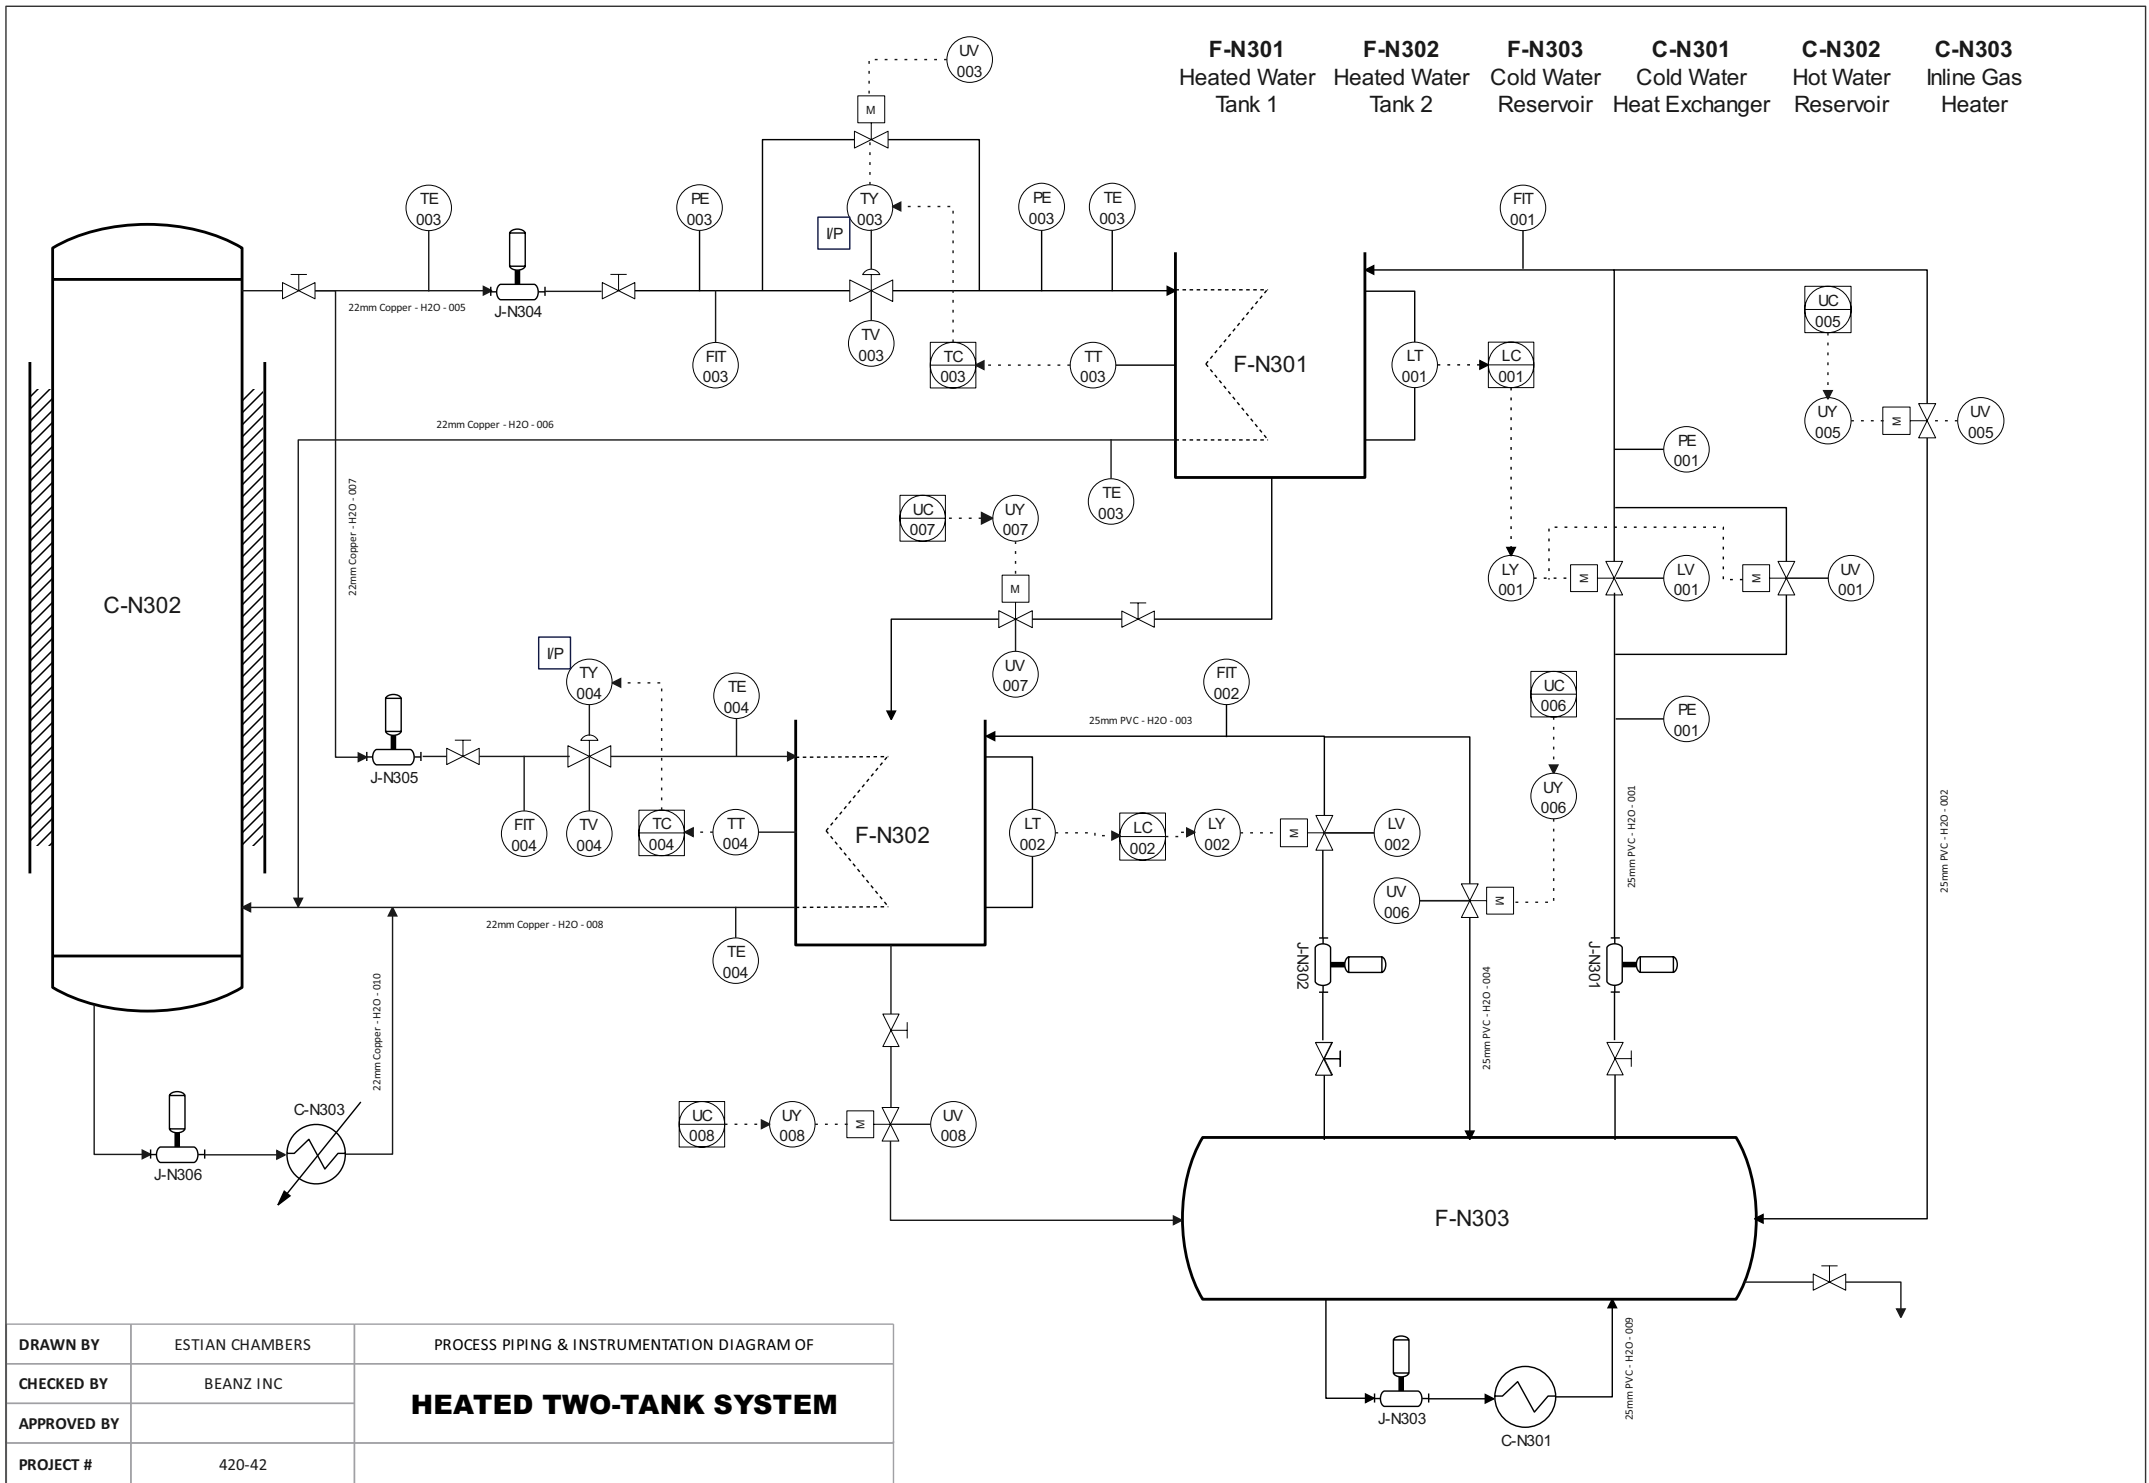 F-N301
Heated Water
Tank 1
F-N302
Heated Water
Tank 2
F-N303
Cold Water
Reservoir
C-N301
Cold Water
Heat Exchanger
C-N302
Hot Water
Reservoir
C-N303
Inline Gas
Heater
UV
003
M
TE
003
PE
003
TY
003
I/P
PE
003
TE
003
FIT
001
J-N304
22mm Copper - H2O - 005
FIT
003
TV
003
TC
003
TT
003
F-N301
LT
001
LC
001
UC
005
UY
005
M
UV
005
22mm Copper - H2O - 006
TE
003
PE
001
22mm Copper - H2O - 007
UC
007
UY
007
M
UV
007
LY
001
M
LV
001
M
UV
001
C-N302
I/P
TY
004
TE
004
FIT
002
UC
006
PE
001
25mm PVC - H2O - 003
J-N305
FIT
004
TV
004
TC
004
TT
004
F-N302
LT
002
LC
002
LY
002
M
LV
002
UY
006
UV
006
M
25mm PVC - H2O - 001
25mm PVC - H2O - 002
22mm Copper - H2O - 008
TE
004
J-N302
J-N301
25mm PVC - H2O - 004
22mm Copper - H2O - 010
C-N303
J-N306
UC
008
UY
008
M
UV
008
F-N303
J-N303
C-N301
25mm PVC - H2O - 009
DRAWN BY
ESTIAN CHAMBERS
PROCESS PIPING & INSTRUMENTATION DIAGRAM OF
CHECKED BY
BEANZ INC
HEATED TWO-TANK SYSTEM
APPROVED BY
PROJECT #
420-42